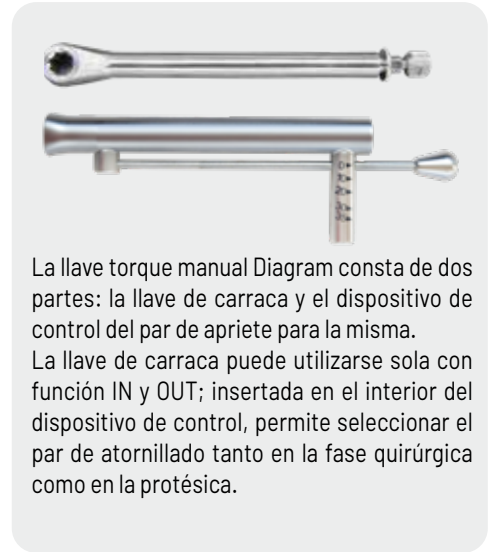 La llave torque manual Diagram consta de dos
partes: la llave de carraca y el dispositivo de
control del par de apriete para la misma.
La llave de carraca puede utilizarse sola con
función IN y OUT; insertada en el interior del
dispositivo de control, permite seleccionar el
par de atornillado tanto en la fase quirúrgica
como en la protésica.